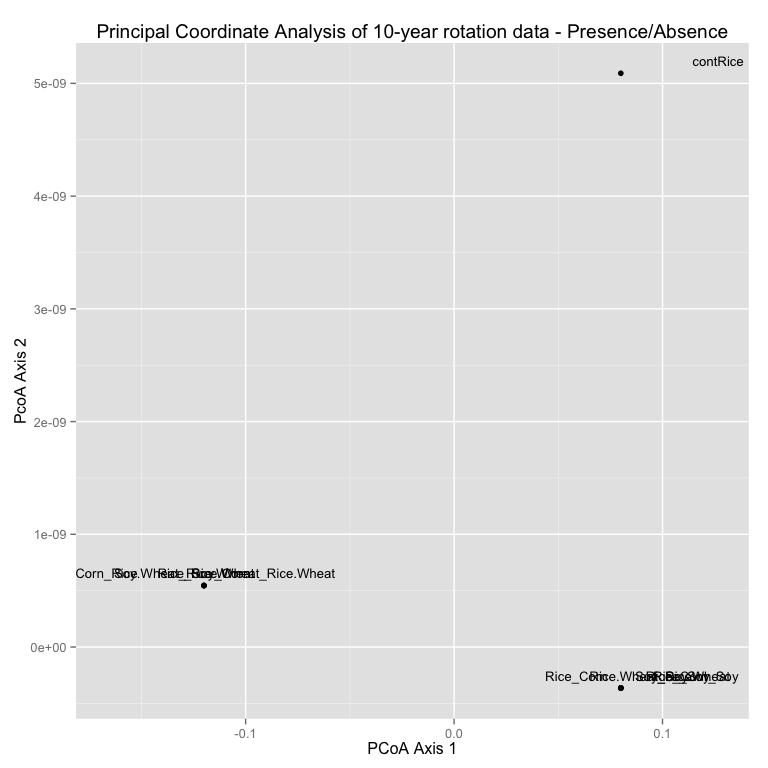 Principal Coordinate Analysis of 10-year rotation data - Presence/Absence
contRice
5e-09
4e-09
3e-09
2e-09
1e-09
0e+00
PcoA Axis 2
Corn_Rice
Rice.Wheat
Rice_Corn
-0.1
0.0
0.1
PCoA Axis 1